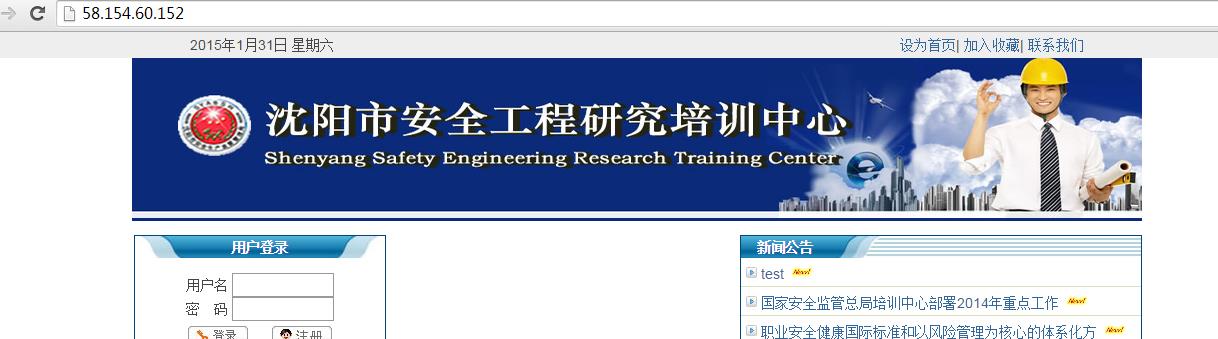 58.154.60.152
2015年1月31日 星期六
设为首页| 加入收藏| 联系我们
沈阳市安全工程研究培训中心
Shenyang Safety Engineering Research Training Center
用户登录
用户名
密 码
登录 注册
新闻公告
test New!
国家安全监管总局培训中心部署2014年重点工作 New!
职业安全健康国际标准和以风险管理为核心的体系化方 New!